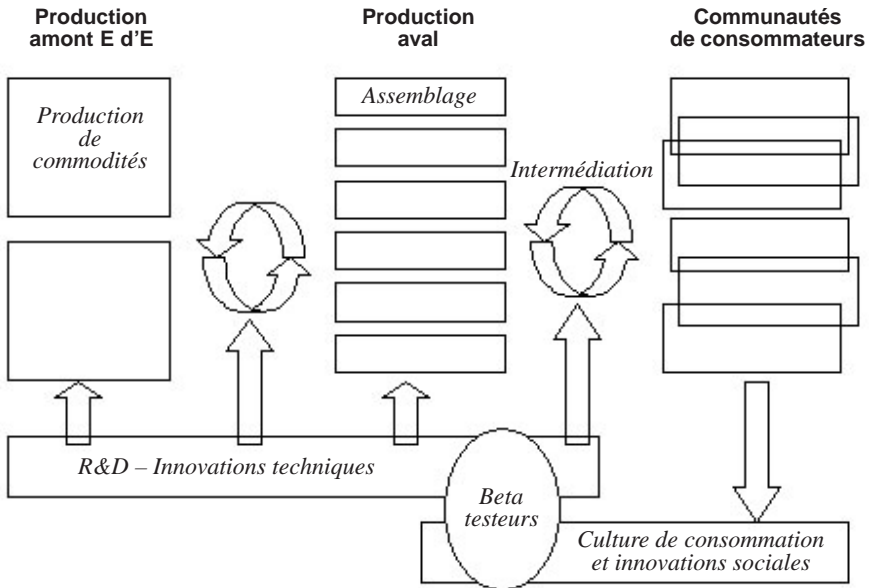 Production
amont E d’E
Production
aval
Communautés
de consommateurs
Production
de
commodités
Assemblage
Intermédiation
R&D – Innovations techniques
Beta
testeurs
Culture de consommation
et innovations sociales